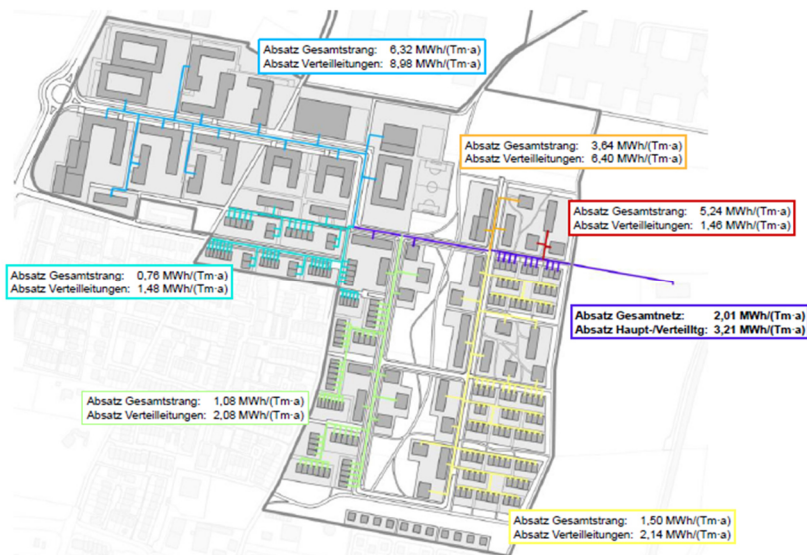 Absatz Gesamtstrang: 6,32 MWh/(Tm·a)
Absatz Verteilleitungen: 8,98 MWh/(Tm·a)
Absatz Gesamtstrang: 3,64 MWh/(Tm·a)
Absatz Verteilleitungen: 6,40 MWh/(Tm·a)
Absatz Gesamtstrang: 5,24 MWh/(Tm·a)
Absatz Verteilleitungen: 1,46 MWh/(Tm·a)
Absatz Gesamtstrang: 0,76 MWh/(Tm·a)
Absatz Verteilleitungen: 1,48 MWh/(Tm·a)
Absatz Gesamtnetz: 2,01 MWh/(Tm·a)
Absatz Haupt-/Verteilltg: 3,21 MWh/(Tm·a)
Absatz Gesamtstrang: 1,08 MWh/(Tm·a)
Absatz Verteilleitungen: 2,08 MWh/(Tm·a)
Absatz Gesamtstrang: 1,50 MWh/(Tm·a)
Absatz Verteilleitungen: 2,14 MWh/(Tm·a)